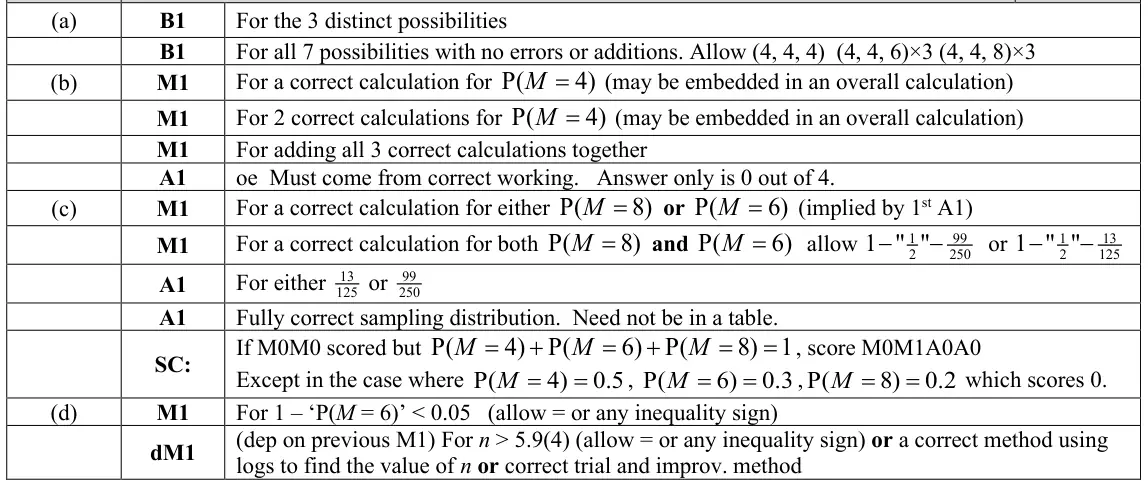 (a) B1 For the 3 distinct possibilities
B1 For all 7 possibilities with no errors or additions. Allow (4, 4, 4) (4, 4, 6)×3 (4, 4, 8)×3
(b) M1 For a correct calculation for P(M = 4) (may be embedded in an overall calculation)
M1 For 2 correct calculations for P(M = 4) (may be embedded in an overall calculation)
M1 For adding all 3 correct calculations together
A1 oe Must come from correct working. Answer only is 0 out of 4.
(c) M1 For a correct calculation for either P(M = 8) or P(M = 6) (implied by 1st A1)
M1 For a correct calculation for both P(M = 8) and P(M = 6) allow 1−"1/2"−99/250 or 1−"1/2"−13/125
A1 For either 13/125 or 99/250
A1 Fully correct sampling distribution. Need not be in a table.
SC: If M0M0 scored but P(M = 4)+P(M = 6)+P(M = 8)=1, score M0M1A0A0
Except in the case where P(M = 4) = 0.5, P(M = 6) = 0.3, P(M = 8) = 0.2 which scores 0.
(d) M1 For 1 – ‘P(M = 6)’ < 0.05 (allow = or any inequality sign)
dM1 (dep on previous M1) For n > 5.9(4) (allow = or any inequality sign) or a correct method using
logs to find the value of n or correct trial and improv. method